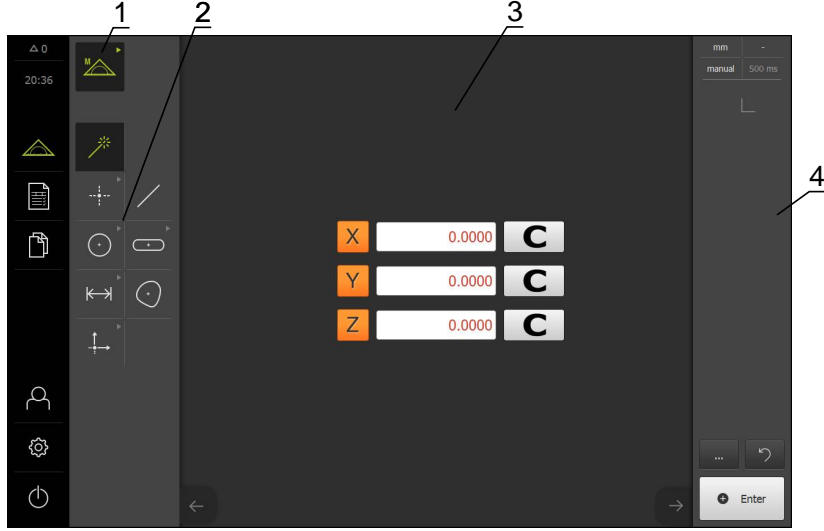 1
2
3
△ 0
mm -
20:36
manual 500 ms
M
4
X 0.0000 C
Y 0.0000 C
Z 0.0000 C
...
Enter